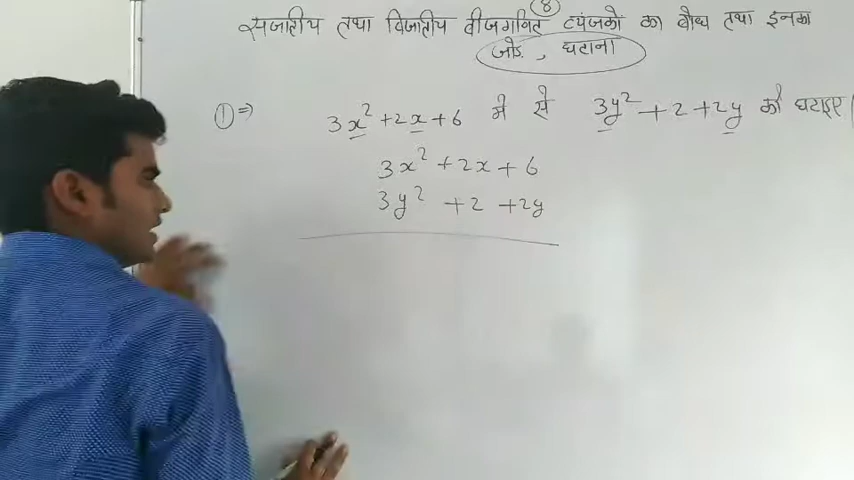 8
सजातीय तथा विजातीय बीजगणित व्यंजको का बोध तथा इनका
जोड़ , घटाना
① ⇒ 3x² + 2x + 6 में से 3y² + 2 + 2y को घटाइए।
3x² + 2x + 6
3y² + 2 + 2y